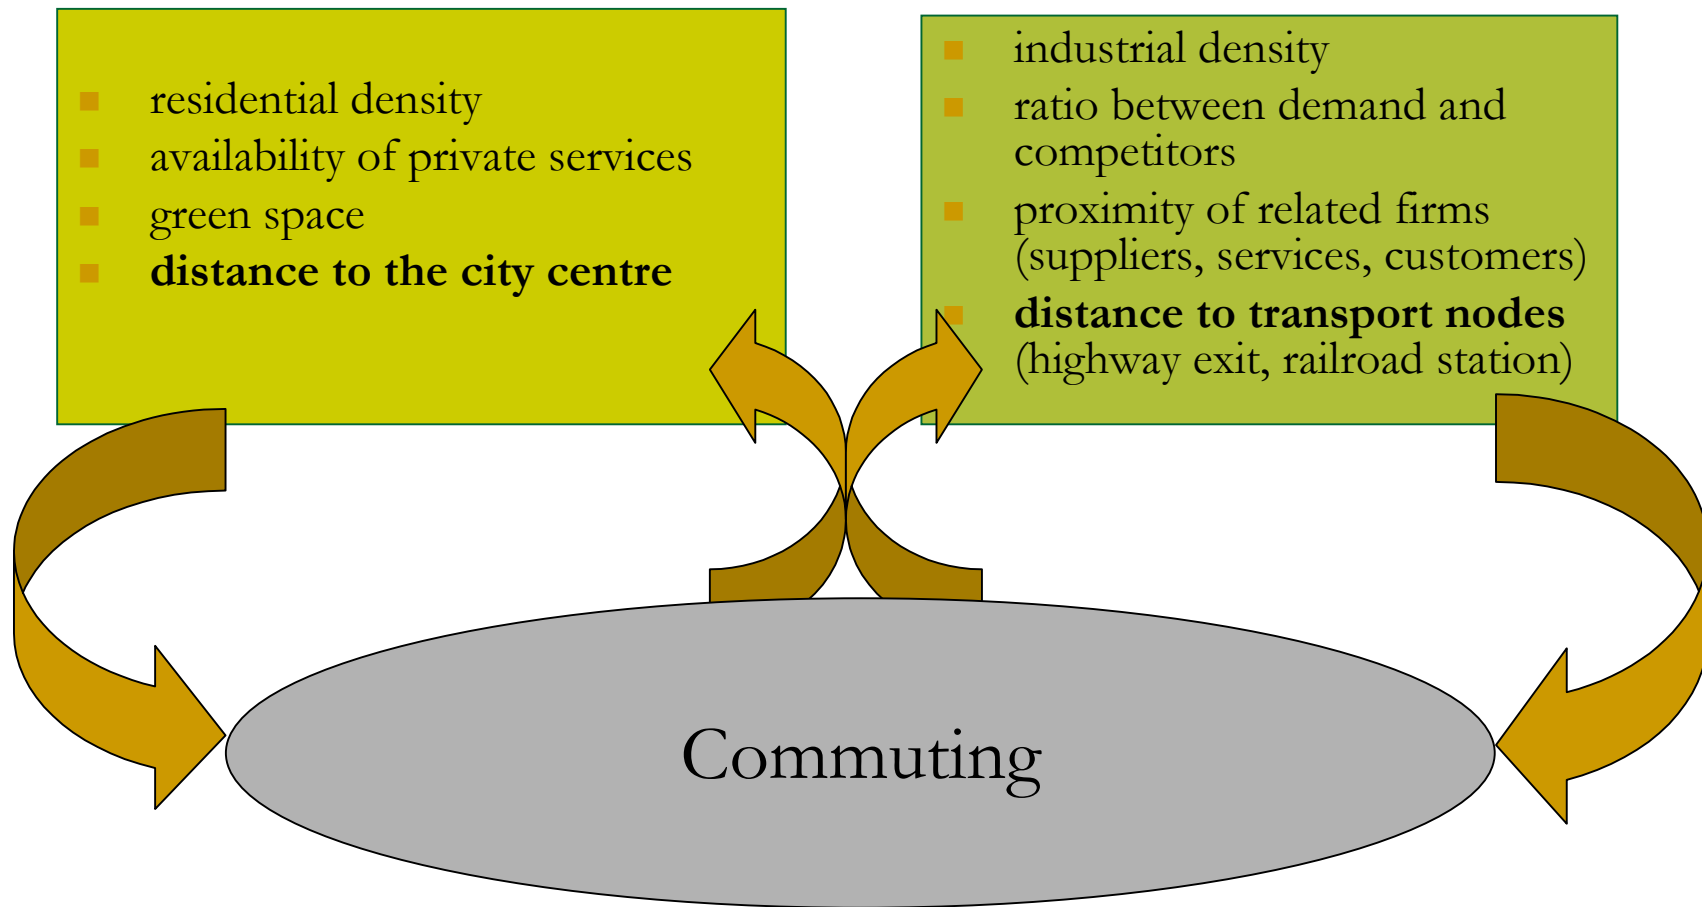 residential density
availability of private services
green space
distance to the city centre
industrial density
ratio between demand and
competitors
proximity of related firms
(suppliers, services, customers)
distance to transport nodes
(highway exit, railroad station)
Commuting